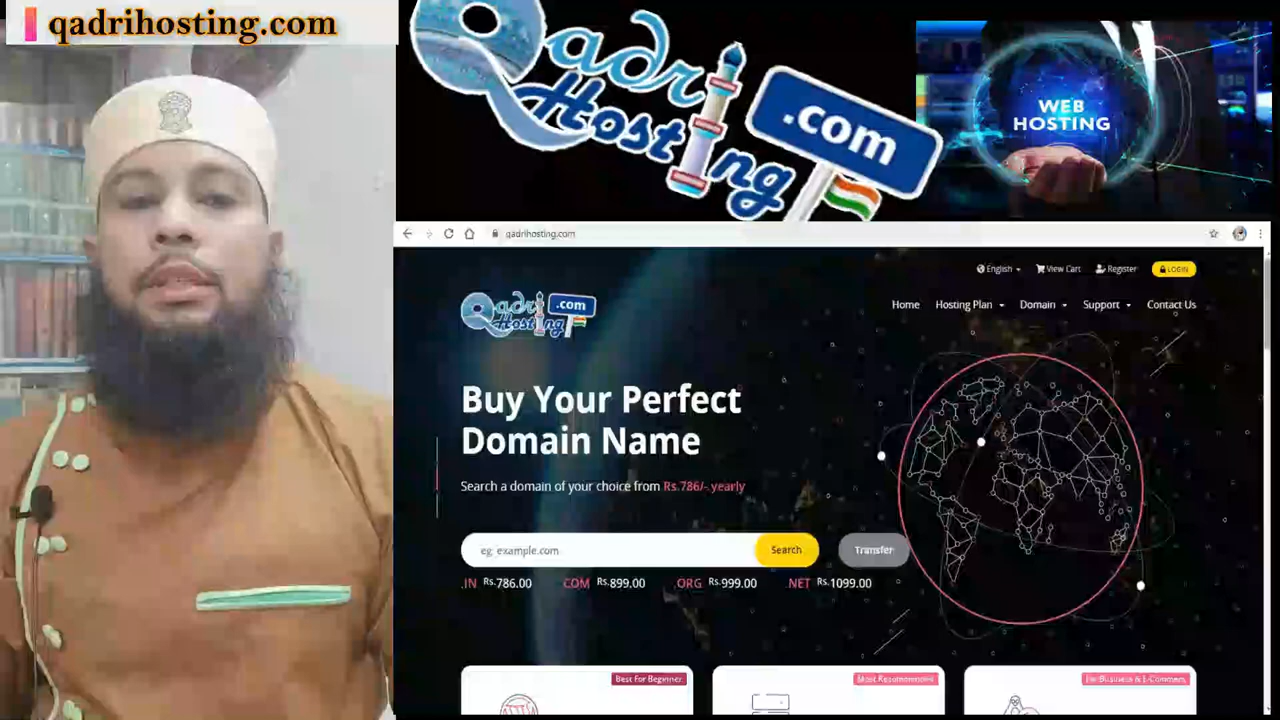 qadrihosting.com
Qadri
Hosting
.com
WEB
HOSTING
qadrihosting.com
English
View Cart
Register
LOGIN
Qadri
Hosting
.com
Home
Hosting Plan
Domain
Support
Contact Us
Buy Your Perfect
Domain Name
Search a domain of your choice from Rs.786/- yearly
eg: example.com
Search
Transfer
.IN Rs.786.00
COM Rs.899.00
.ORG Rs.999.00
NET Rs.1099.00
Best For Beginner
Most Recommended
For Business & E-Commers